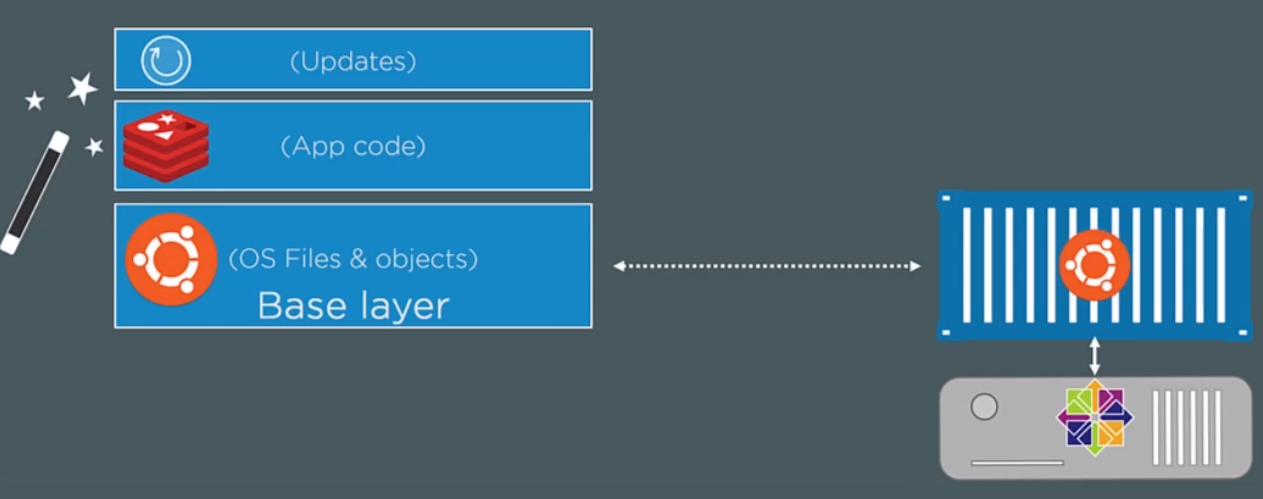 (Updates)
(App code)
(OS Files & objects)
Base layer